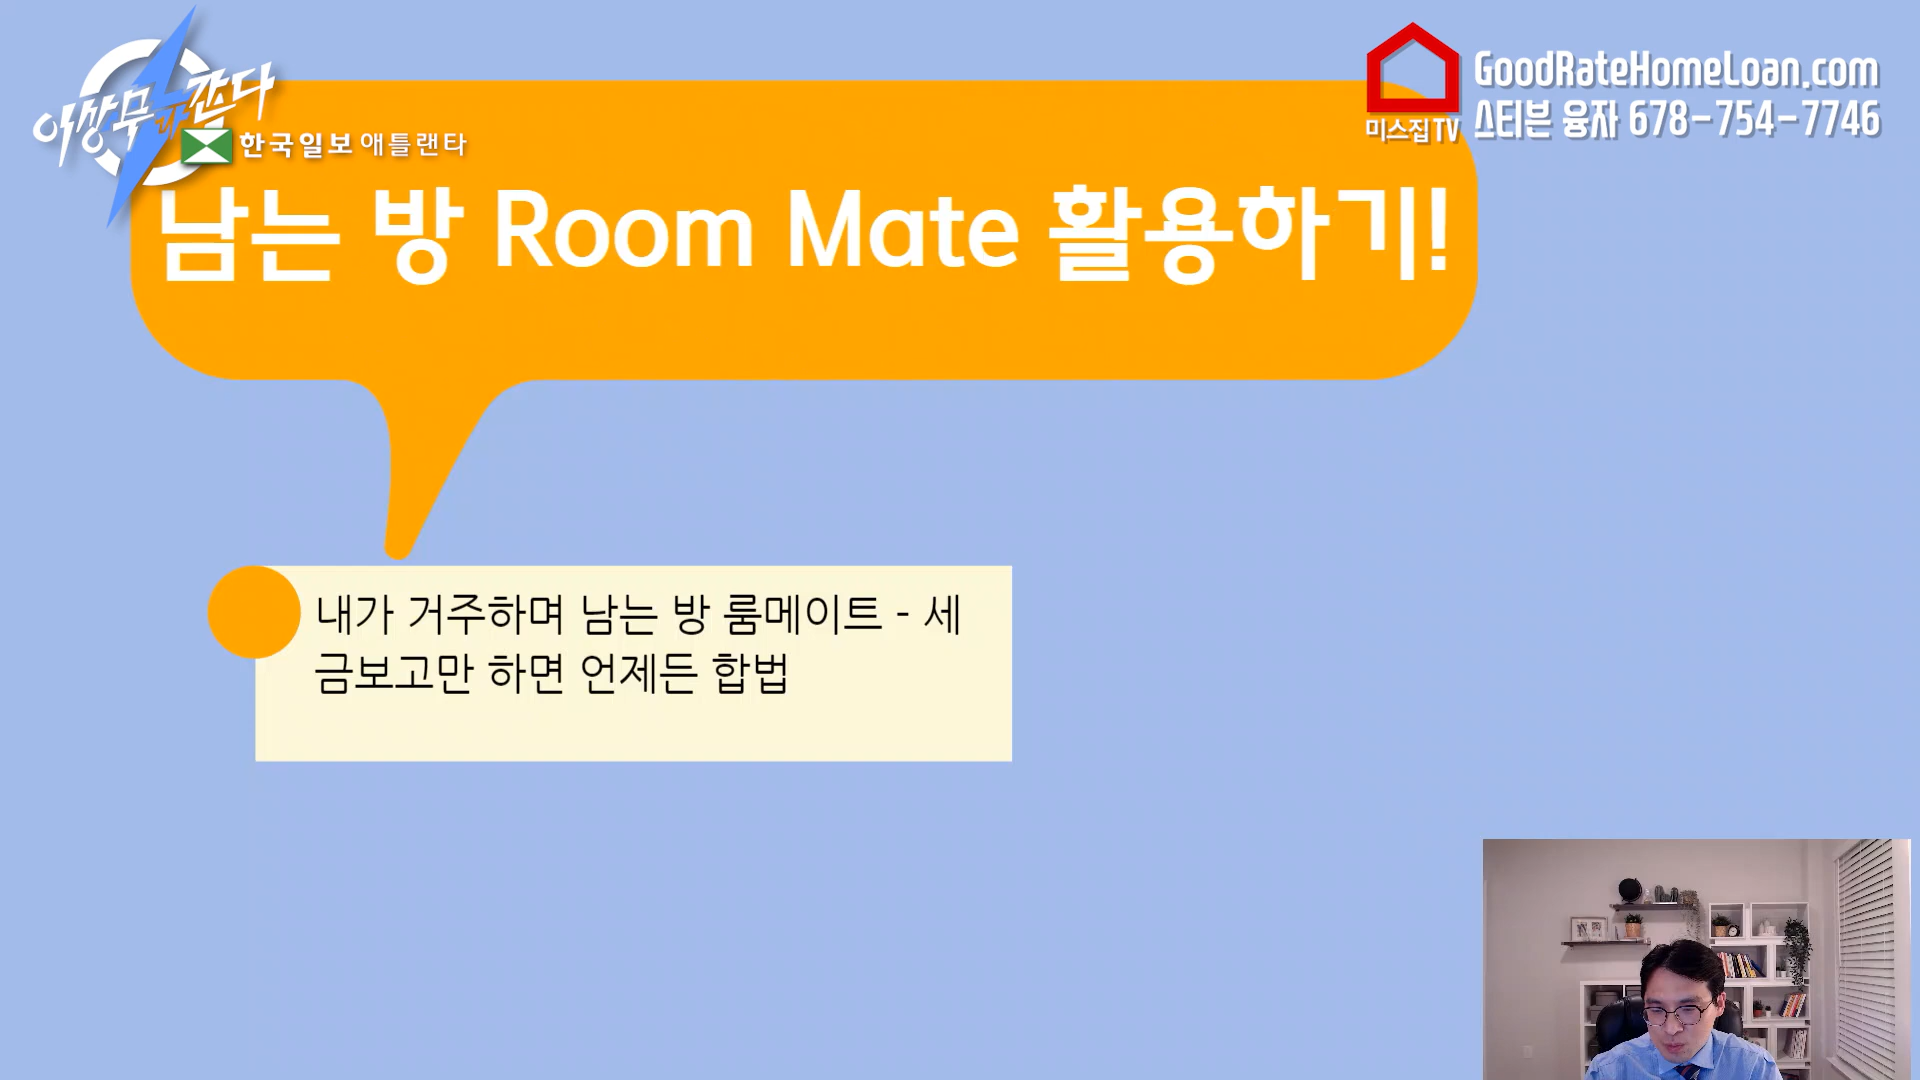 이상무가 간다
한국일보 애틀랜타
GoodRateHomeLoan.com
미스집TV 스티븐 융자 678-754-7746
남는 방 Room Mate 활용하기!
내가 거주하며 남는 방 룸메이트 - 세
금보고만 하면 언제든 합법